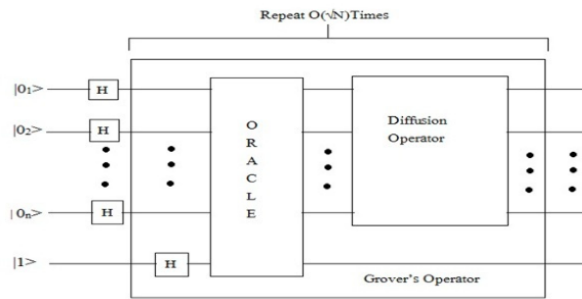 Repeat O(√N)Times
|0₁>
H
|0₂>
H
|0ₙ>
H
|1>
H
O
R
A
C
L
E
Diffusion
Operator
Grover's Operator